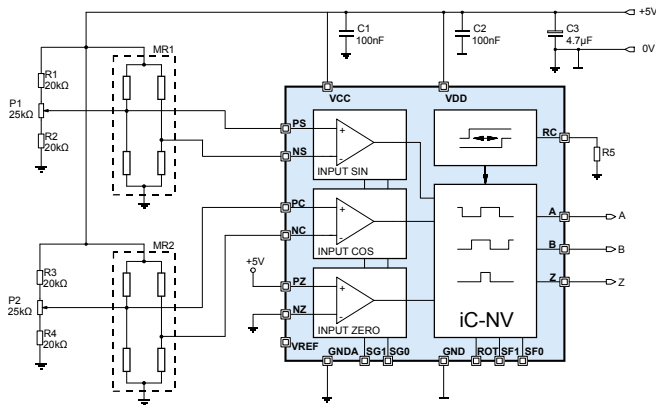 C1
100nF
C2
100nF
C3
4.7µF
+5V
0V
R1
20kΩ
P1
25kΩ
R2
20kΩ
MR1
VCC
VDD
PS
NS
INPUT SIN
RC
R5
PC
NC
INPUT COS
A
A
B
B
Z
Z
MR2
R3
20kΩ
P2
25kΩ
R4
20kΩ
+5V
PZ
NZ
INPUT ZERO
iC-NV
VREF
GNDA
SG1
SG0
GND
ROT
SF1
SF0
+
-
+
-
+
-